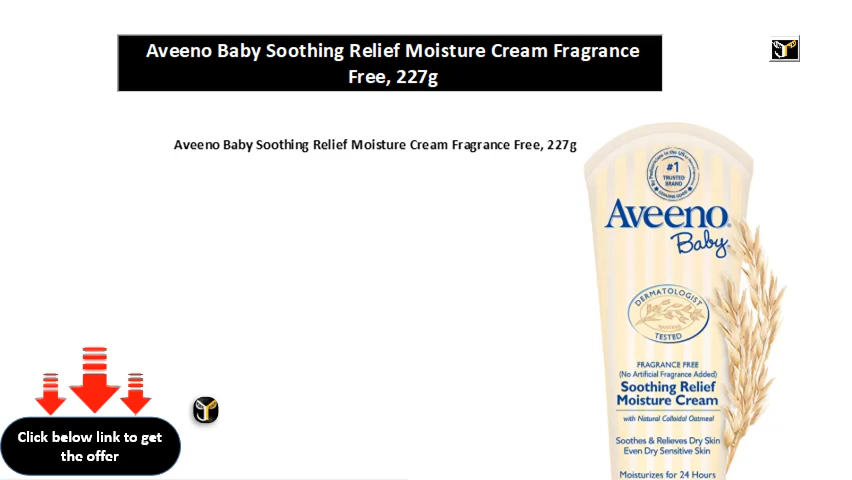 Aveeno Baby Soothing Relief Moisture Cream Fragrance
Free, 227g
Aveeno Baby Soothing Relief Moisture Cream Fragrance Free, 227g
#1
TRUSTED
BRAND
Aveeno
Baby
DERMATOLOGIST
TESTED
FRAGRANCE FREE
(No Artificial Fragrance Added)
Soothing Relief
Moisture Cream
with Natural Colloidal Oatmeal
Soothes & Relieves Dry Skin
Even Dry Sensitive Skin
Moisturizes for 24 Hours
Click below link to get
the offer